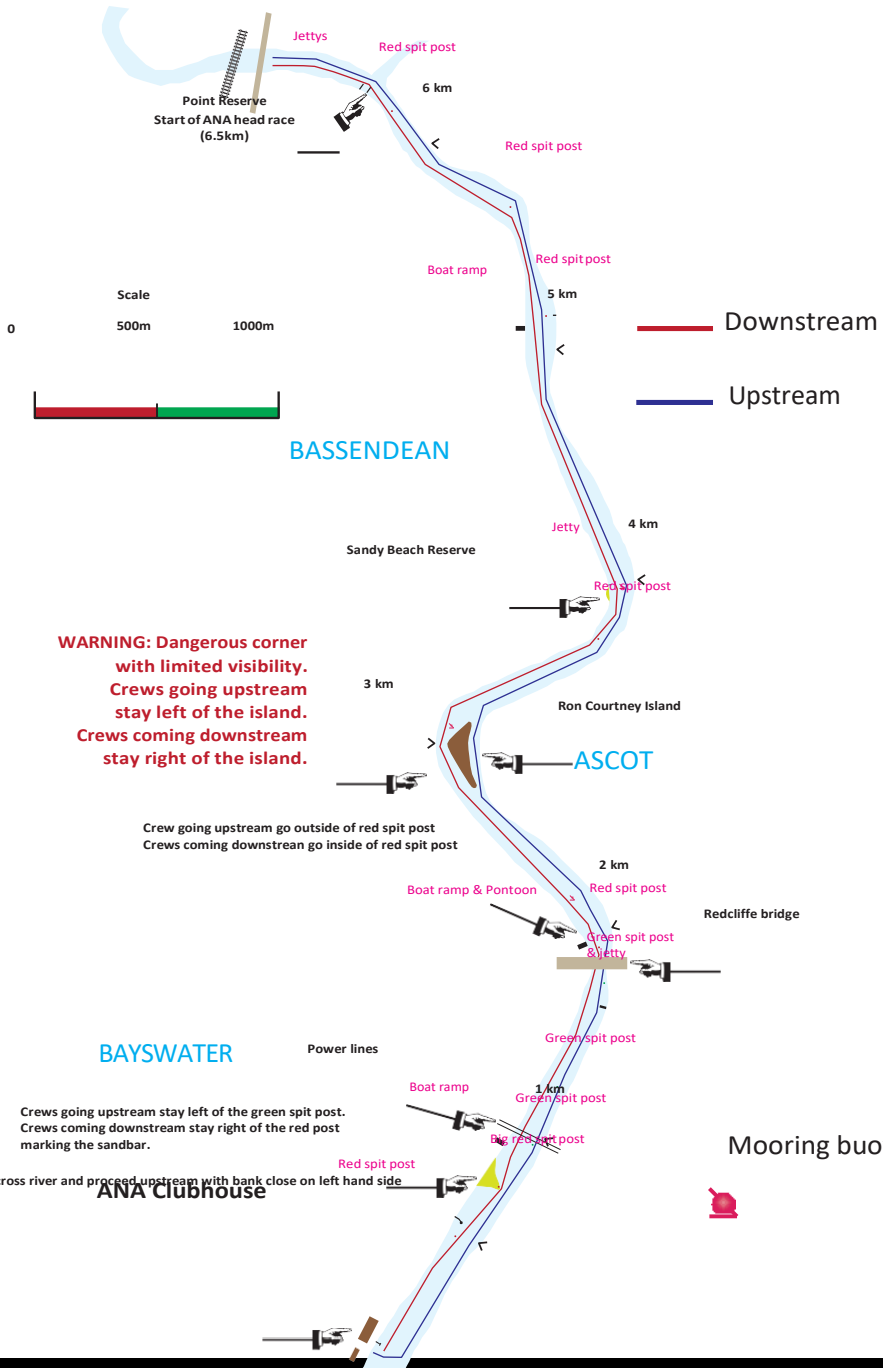 Jettys
Red spit post
6 km
Point Reserve
Start of ANA head race
(6.5km)
Red spit post
Red spit post
Boat ramp
5 km
Scale
0
500m
1000m
Downstream
Upstream
BASSENDEAN
Jetty
4 km
Sandy Beach Reserve
Red spit post
WARNING: Dangerous corner
with limited visibility.
Crews going upstream
stay left of the island.
Crews coming downstream
stay right of the island.
3 km
Ron Courtney Island
ASCOT
Crew going upstream go outside of red spit post
Crews coming downstrean go inside of red spit post
2 km
Boat ramp & Pontoon
Red spit post
Redcliffe bridge
Green spit post
& jetty
Green spit post
BAYSWATER
Power lines
1 km
Boat ramp
Green spit post
Crews going upstream stay left of the green spit post.
Crews coming downstream stay right of the red post
marking the sandbar.
Big red spit post
Mooring buo
Red spit post
ross river and proceed upstream with bank close on left hand side
ANA Clubhouse